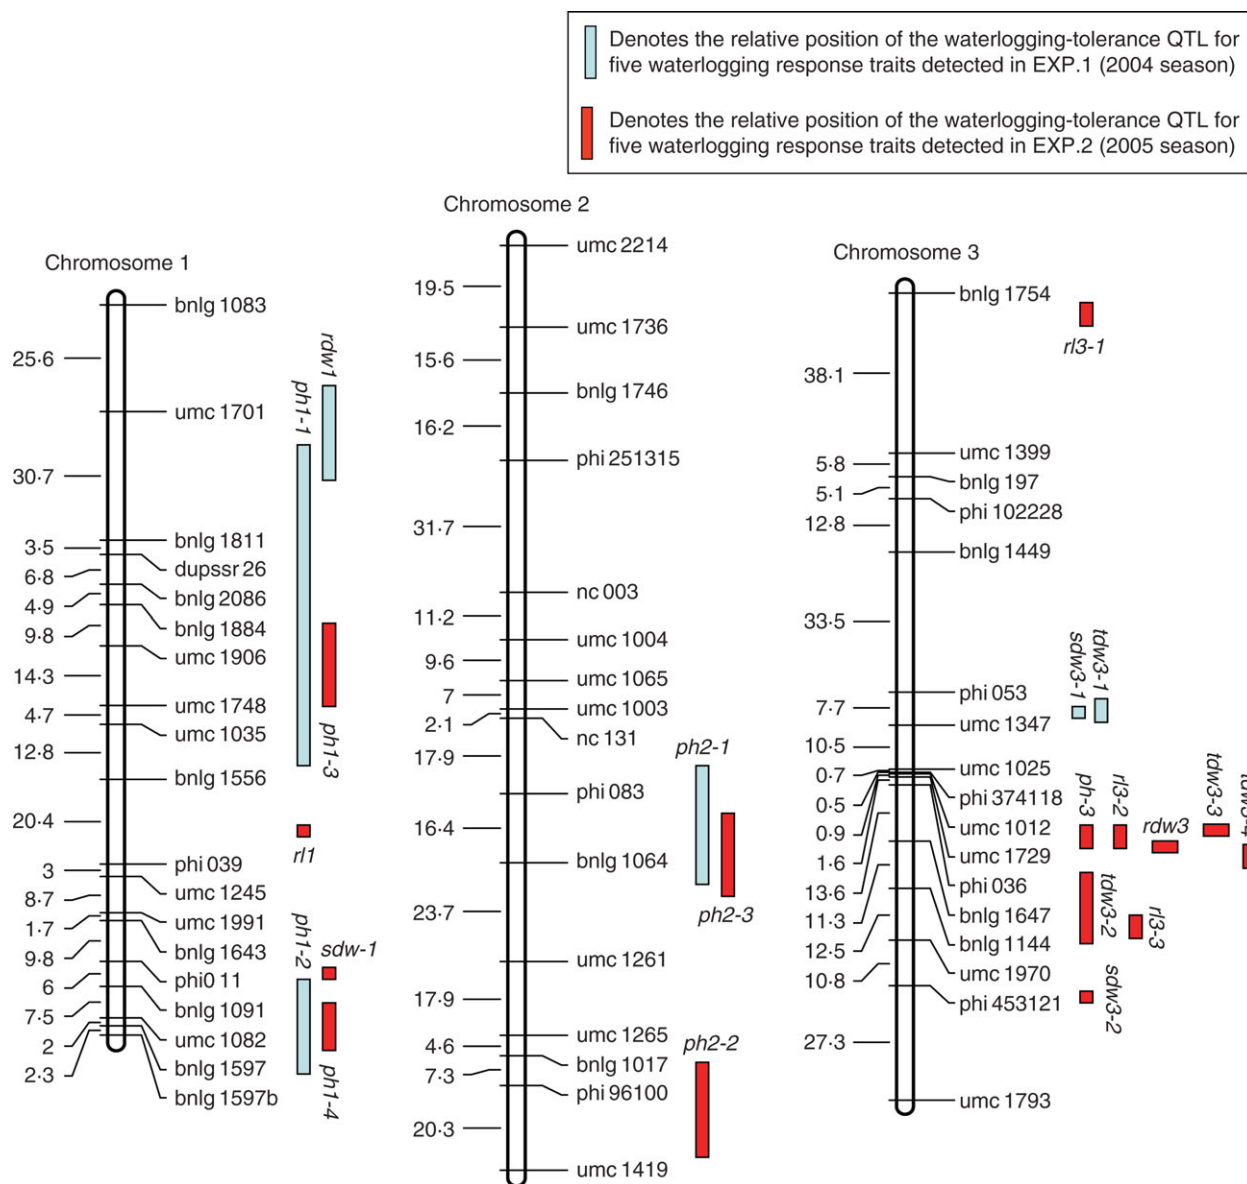 Denotes the relative position of the waterlogging-tolerance QTL for
five waterlogging response traits detected in EXP.1 (2004 season)
Denotes the relative position of the waterlogging-tolerance QTL for
five waterlogging response traits detected in EXP.2 (2005 season)
Chromosome 1
bnlg 1083
25·6
umc 1701
30·7
bnlg 1811
3·5
dupssr 26
6·8
bnlg 2086
4·9
bnlg 1884
9·8
umc 1906
14·3
umc 1748
4·7
umc 1035
12·8
bnlg 1556
20·4
phi 039
3
umc 1245
8·7
umc 1991
1·7
bnlg 1643
9·8
phi0 11
6
bnlg 1091
7·5
umc 1082
2
bnlg 1597
2·3
bnlg 1597b
ph1-1
rdw1
ph1-3
rl1
ph1-2
sdw-1
ph1-4
Chromosome 2
umc 2214
19·5
umc 1736
15·6
bnlg 1746
16·2
phi 251315
31·7
nc 003
11·2
umc 1004
9·6
umc 1065
7
umc 1003
2·1
nc 131
17·9
phi 083
16·4
bnlg 1064
23·7
umc 1261
17·9
umc 1265
4·6
bnlg 1017
7·3
phi 96100
20·3
umc 1419
ph2-1
ph2-3
ph2-2
Chromosome 3
bnlg 1754
38·1
umc 1399
5·8
bnlg 197
5·1
phi 102228
12·8
bnlg 1449
33·5
phi 053
7·7
umc 1347
10·5
umc 1025
0·7
phi 374118
0·5
umc 1012
0·9
umc 1729
1·6
phi 036
13·6
bnlg 1647
11·3
bnlg 1144
12·5
umc 1970
10·8
phi 453121
27·3
umc 1793
rl3-1
sdw3-1
tdw3-1
ph-3
rl3-2
rdw3
tdw3-3
tdw3-2
rl3-3
sdw3-2